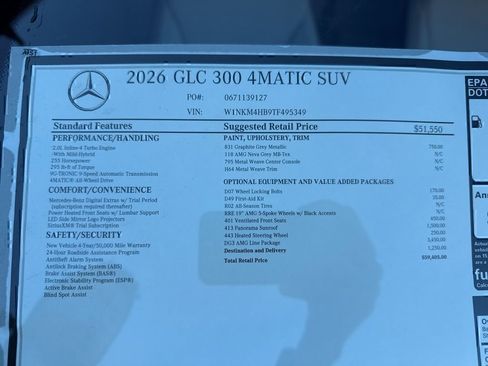 A1ST
2026 GLC 300 4MATIC SUV
PO#: 0671139127
VIN: W1NKM4HB9TF495349
Standard Features
Suggested Retail Price $51,550
PERFORMANCE/HANDLING
2.0L Inline-4 Turbo Engine
-With Mild Hybrid
255 Horsepower
295 lb-ft of Torque
9G-TRONIC 9-Speed Automatic Transmission
4MATIC® All-Wheel Drive
COMFORT/CONVENIENCE
Mercedes-Benz Digital Extras w/ Trial Period
(subscription required thereafter)
Power Heated Front Seats w/ Lumbar Support
LED Side Mirror Logo Projectors
SiriusXM® Trial Subscription
SAFETY/SECURITY
New Vehicle 4-Year/50,000 Mile Warranty
24-Hour Roadside Assistance Program
Antitheft Alarm System
Antilock Braking System (ABS)
Brake Assist System (BAS®)
Electronic Stability Program (ESP®)
Active Brake Assist
Blind Spot Assist
PAINT, UPHOLSTERY, TRIM
831 Graphite Grey Metallic 750.00
118 AMG Neva Grey MB-Tex N/C
795 Metal Weave Center Console N/C
H64 Metal Weave Trim N/C
OPTIONAL EQUIPMENT AND VALUE ADDED PACKAGES
D07 Wheel Locking Bolts 170.00
D49 First-Aid Kit 35.00
R02 All-Season Tires N/C
RRE 19" AMG 5-Spoke Wheels w/ Black Accents N/C
401 Ventilated Front Seats 450.00
413 Panorama Sunroof 1,500.00
443 Heated Steering Wheel 250.00
DG3 AMG Line Package 3,450.00
Destination and Delivery 1,250.00
Total Retail Price $59,405.00
EPA
DOT
Ann
fu
Calc